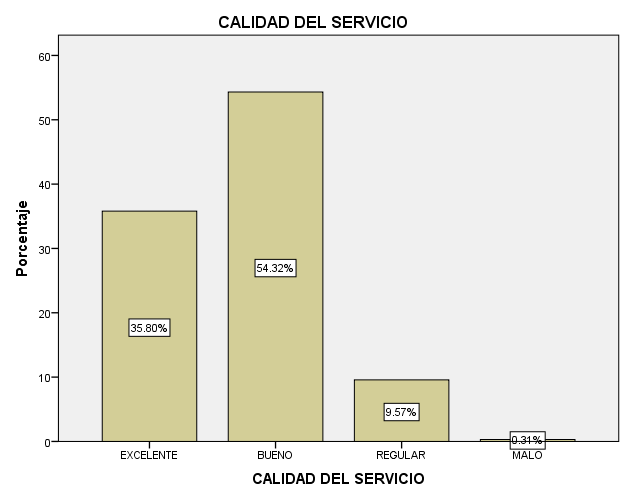 CALIDAD DEL SERVICIO
Porcentaje
60
50
40
30
20
10
0
35.80%
54.32%
9.57%
0.31%
EXCELENTE
BUENO
REGULAR
MALO
CALIDAD DEL SERVICIO